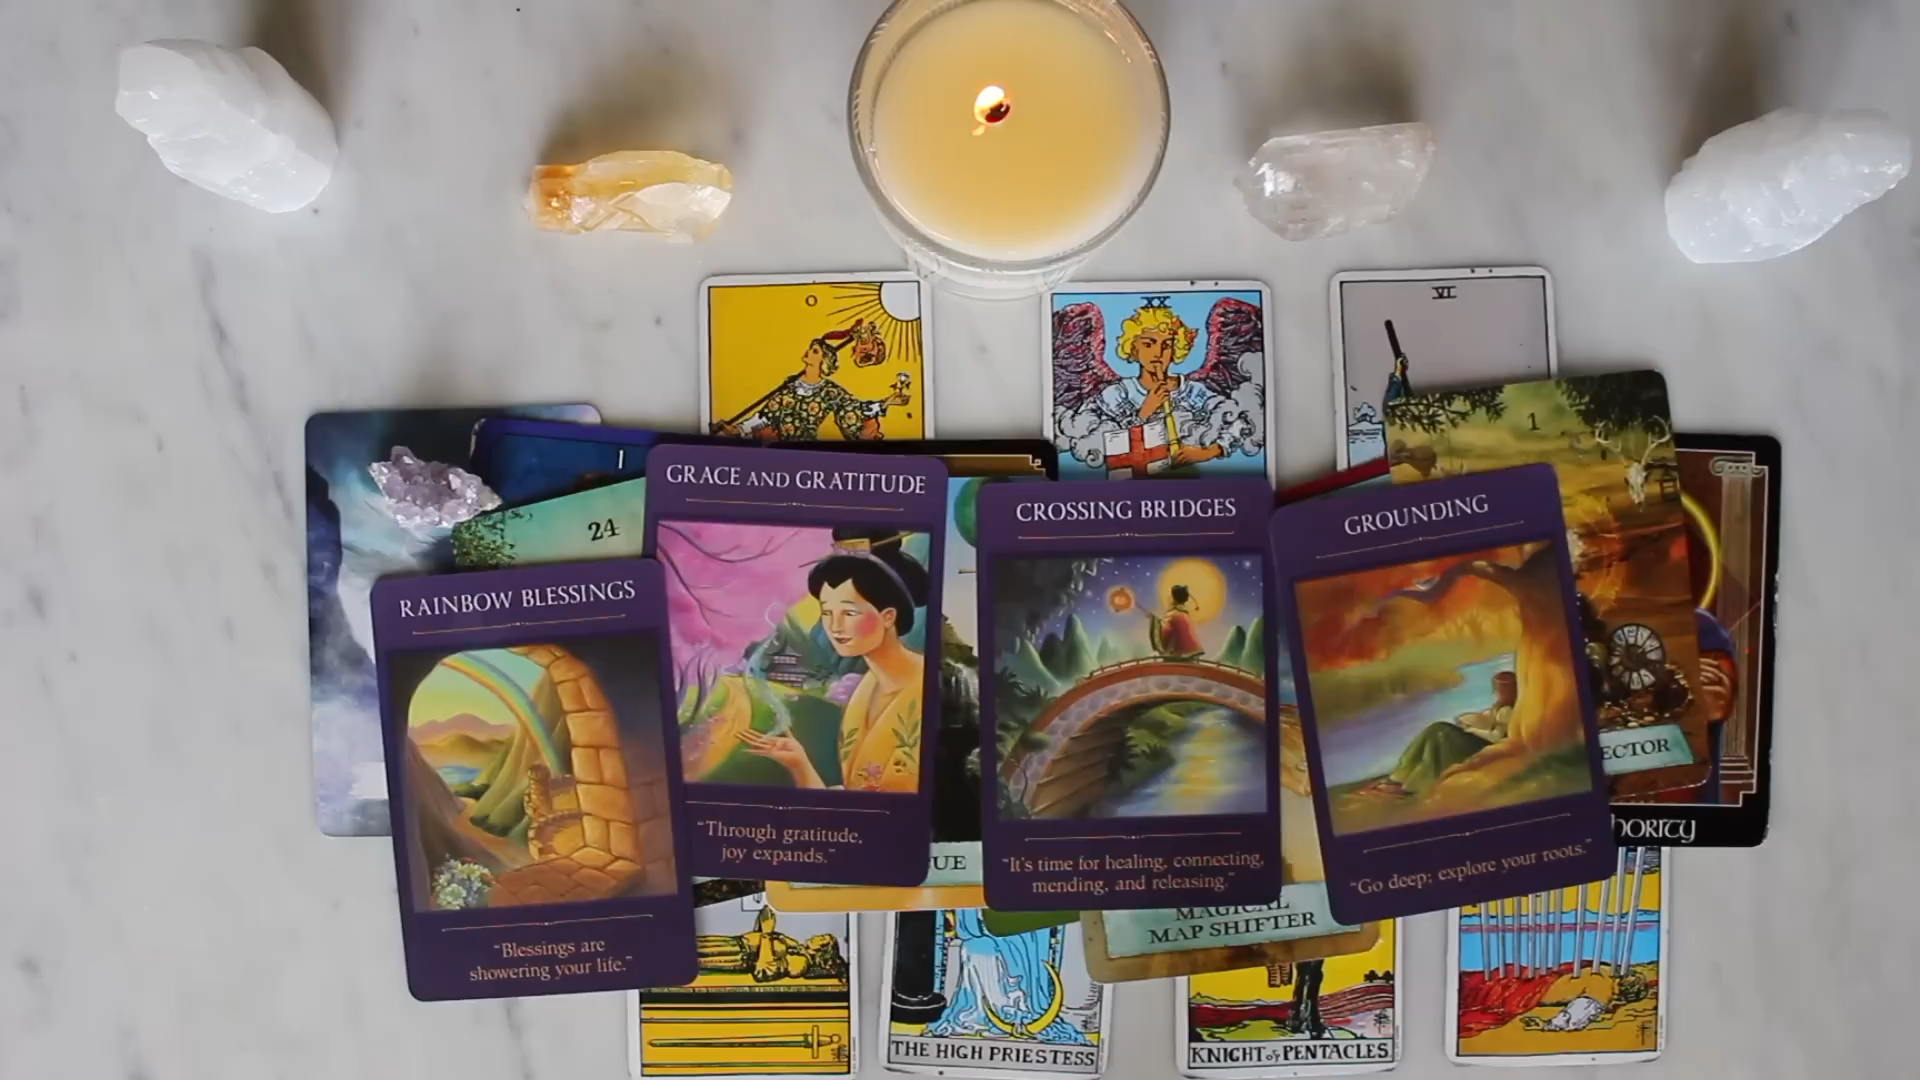 0
XX
VI
1
I
24
GRACE AND GRATITUDE
CROSSING BRIDGES
GROUNDING
RAINBOW BLESSINGS
"Through gratitude,
joy expands."
"It's time for healing, connecting,
mending, and releasing."
"Go deep; explore your roots."
"Blessings are
showering your life."
UE
ECTOR
HORITY
MAGICAL
MAP SHIFTER
THE HIGH PRIESTESS
KNIGHT OF PENTACLES